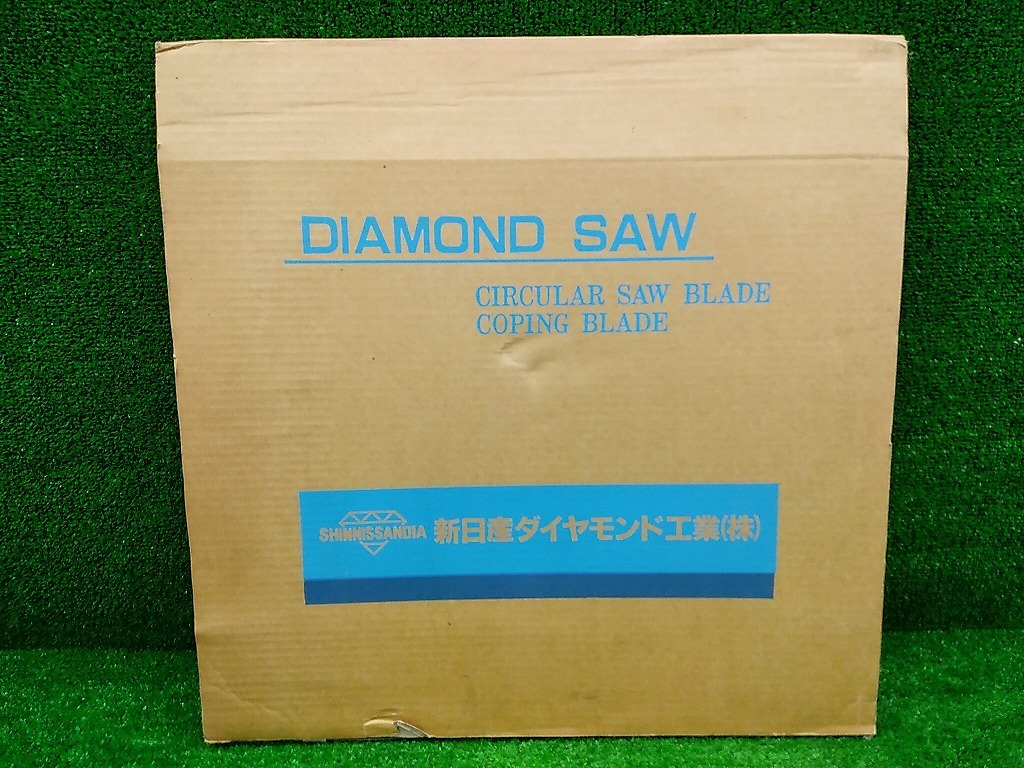 DIAMOND SAW
CIRCULAR SAW BLADE
COPING BLADE
SHINNISSANDIA
新日産ダイヤモンド工業(株)